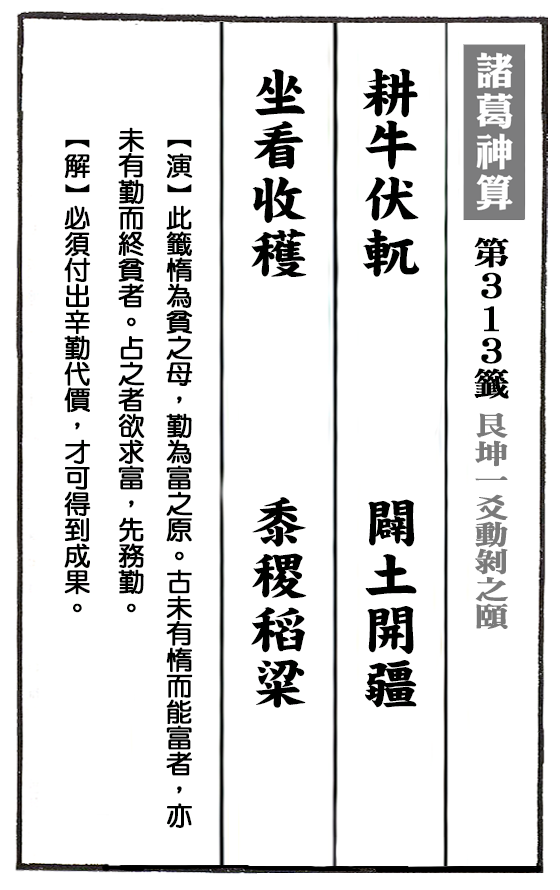 諸葛神算 第313籤 艮坤一爻動剝之頤
耕牛伏軏 闢土開疆
坐看收穫 黍稷稻粱
【演】此籤惰為貧之母，勤為富之原。古未有惰而能富者，亦
未有勤而終貧者。占之者欲求富，先務勤。
【解】必須付出辛勤代價，才可得到成果。